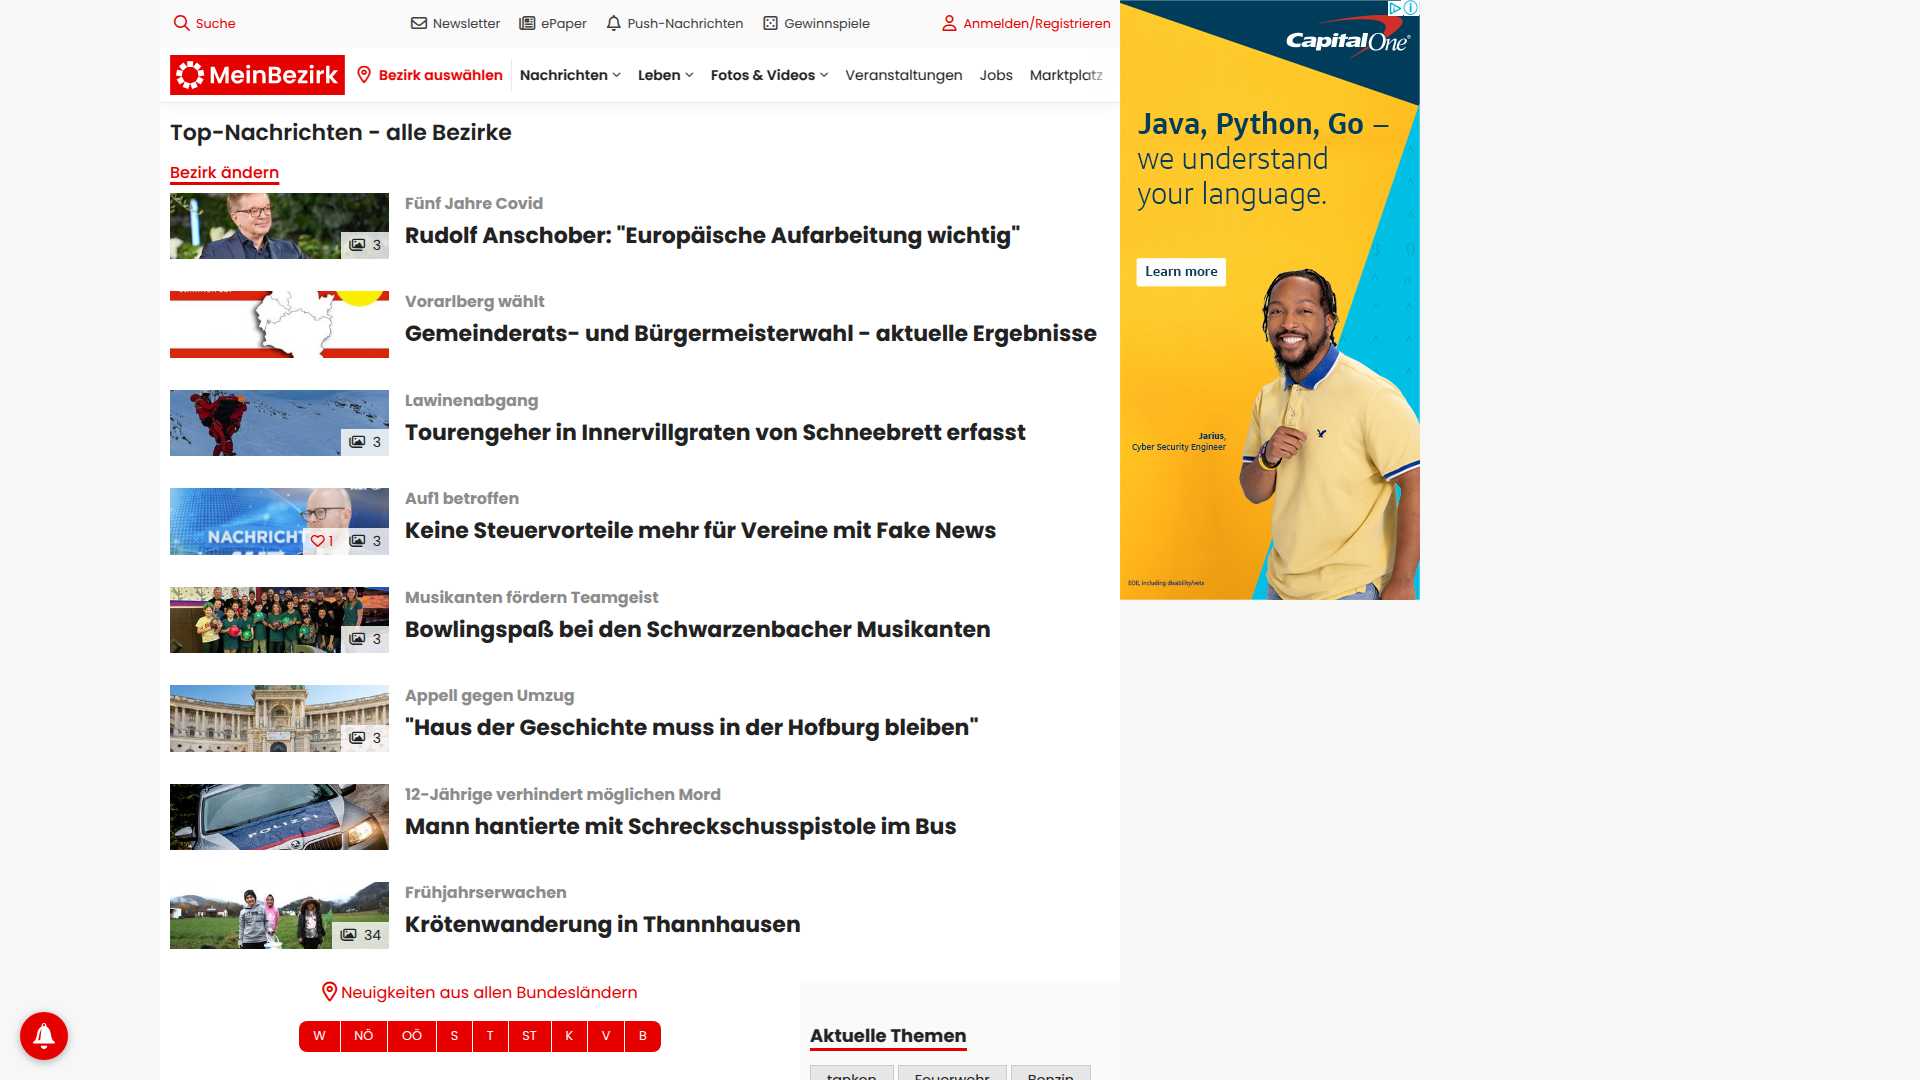 Suche
Newsletter
ePaper
Push-Nachrichten
Gewinnspiele
Anmelden/Registrieren
MeinBezirk
Bezirk auswählen
Nachrichten
Leben
Fotos & Videos
Veranstaltungen
Jobs
Marktplatz
Top-Nachrichten - alle Bezirke
Bezirk ändern
3
Fünf Jahre Covid
Rudolf Anschober: "Europäische Aufarbeitung wichtig"
Vorarlberg wählt
Gemeinderats- und Bürgermeisterwahl - aktuelle Ergebnisse
3
Lawinenabgang
Tourengeher in Innervillgraten von Schneebrett erfasst
NACHRICHT
1
3
Auf1 betroffen
Keine Steuervorteile mehr für Vereine mit Fake News
3
Musikanten fördern Teamgeist
Bowlingspaß bei den Schwarzenbacher Musikanten
3
Appell gegen Umzug
"Haus der Geschichte muss in der Hofburg bleiben"
POLIZEI
12-Jährige verhindert möglichen Mord
Mann hantierte mit Schreckschusspistole im Bus
34
Frühjahrserwachen
Krötenwanderung in Thannhausen
Neuigkeiten aus allen Bundesländern
W
NÖ
OÖ
S
T
ST
K
V
B
Aktuelle Themen
tanken
Feuerwehr
Benzin
Capital One
Java, Python, Go –
we understand
your language.
Learn more
Jarius,
Cyber Security Engineer
EOE, including disability/vets